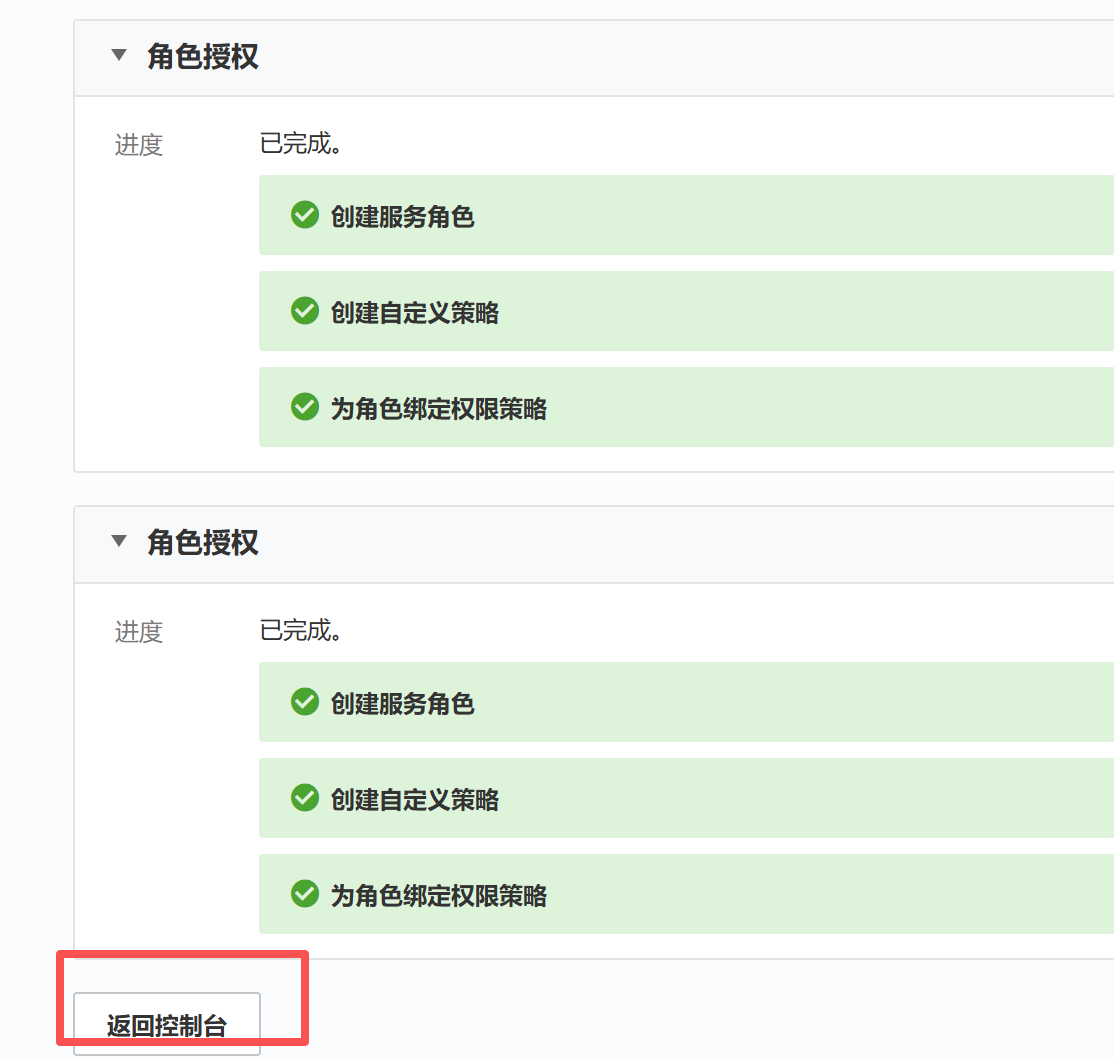 角色授权
进度
已完成。
创建服务角色
创建自定义策略
为角色绑定权限策略
角色授权
进度
已完成。
创建服务角色
创建自定义策略
为角色绑定权限策略
返回控制台